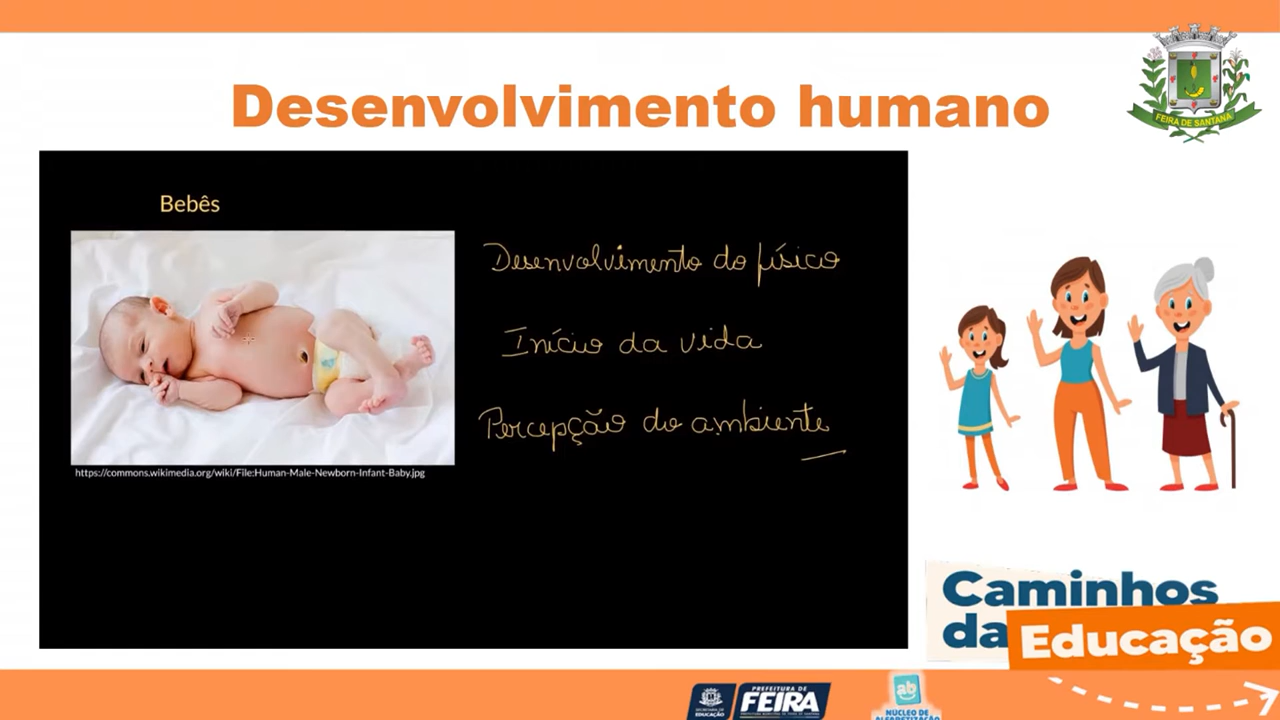 Desenvolvimento humano
FEIRA DE SANTANA
Bebês
Desenvolvimento do físico
Início da vida
Percepção do ambiente
https://commons.wikimedia.org/wiki/File:Human-Male-Newborn-Infant-Baby.jpg
Caminhos
da Educação
SECRETARIA DE
EDUCAÇÃO
PREFEITURA DE
FEIRA
ab
NÚCLEO DE
ALFABETIZAÇÃO